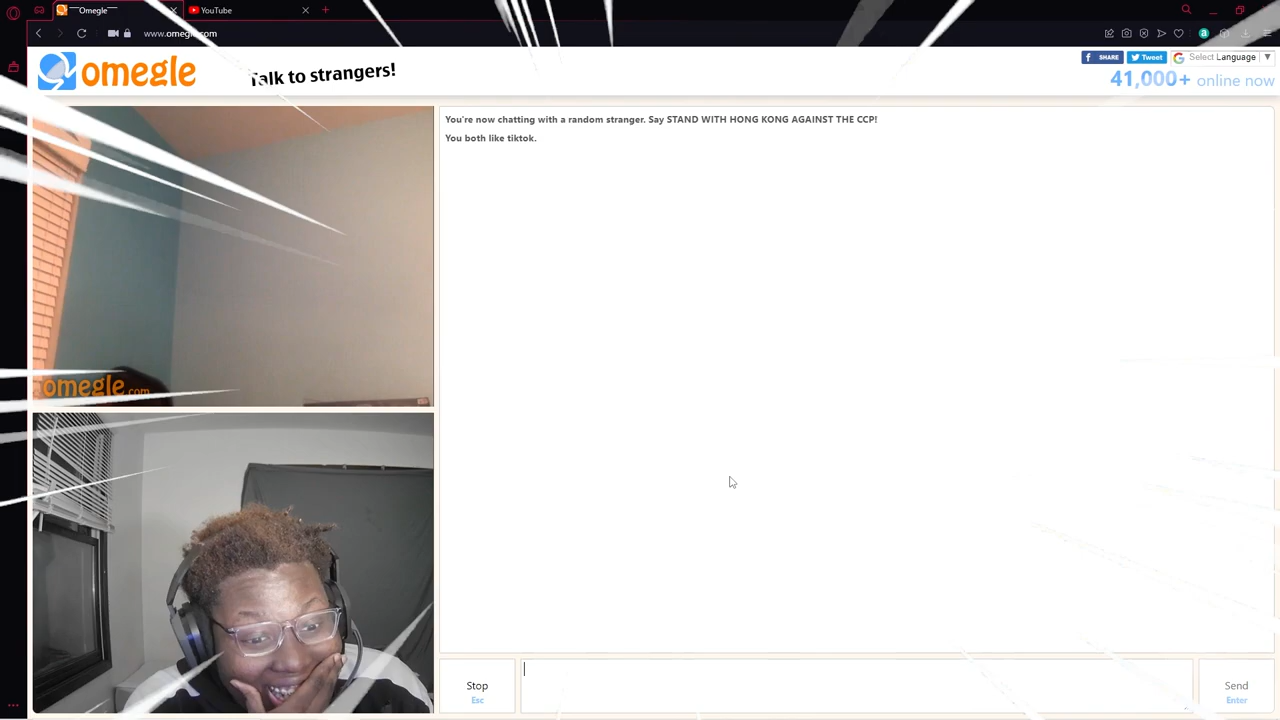 Omegle
YouTube
www.omegle.com
omegle
Talk to strangers!
SHARE
Tweet
Select Language
41,000+ online now
You're now chatting with a random stranger. Say STAND WITH HONG KONG AGAINST THE CCP!
You both like tiktok.
omegle.com
Stop
Esc
Send
Enter